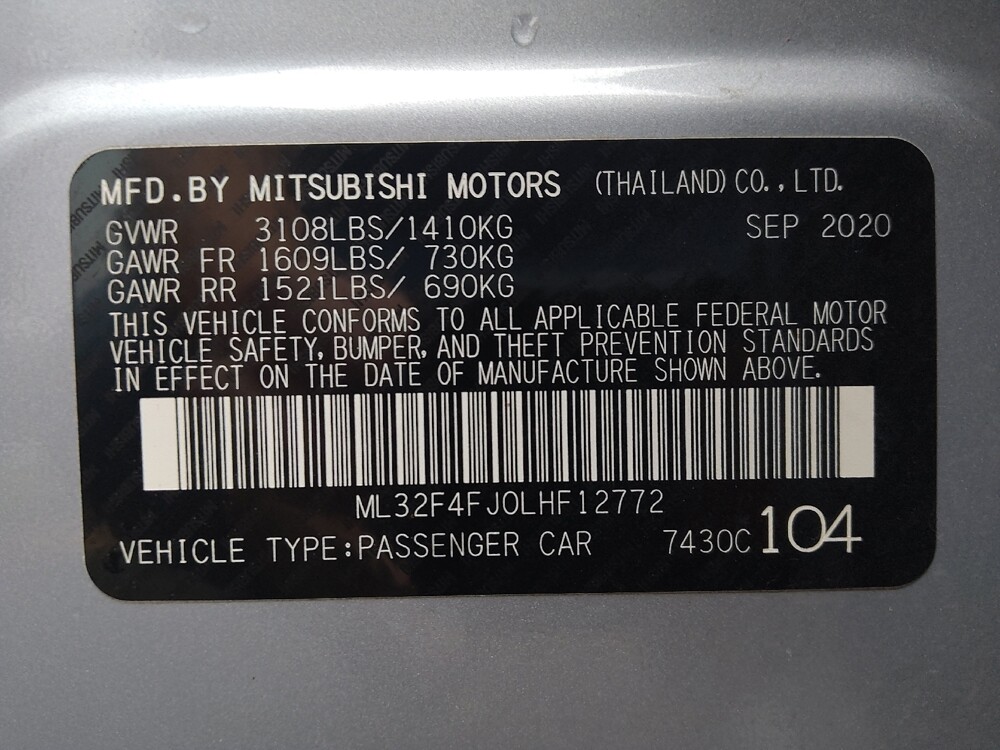 MFD.BY MITSUBISHI MOTORS (THAILAND) CO.,LTD.
GVWR 3108LBS/1410KG SEP 2020
GAWR FR 1609LBS/ 730KG
GAWR RR 1521LBS/ 690KG
THIS VEHICLE CONFORMS TO ALL APPLICABLE FEDERAL MOTOR
VEHICLE SAFETY, BUMPER, AND THEFT PREVENTION STANDARDS
IN EFFECT ON THE DATE OF MANUFACTURE SHOWN ABOVE.
ML32F4FJ0LHF12772
VEHICLE TYPE:PASSENGER CAR 7430C 104